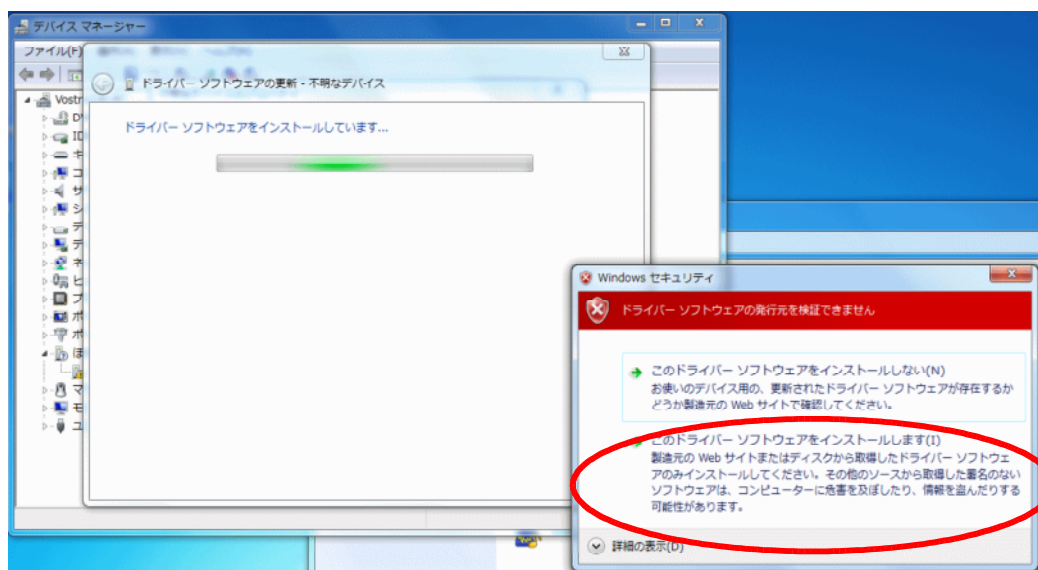 デバイス マネージャー
ファイル(F)
ドライバー ソフトウェアの更新 - 不明なデバイス
Vostr
ドライバー ソフトウェアをインストールしています...
Windows セキュリティ
ドライバー ソフトウェアの発行元を検証できません
このドライバー ソフトウェアをインストールしない(N)
お使いのデバイス用の、更新されたドライバー ソフトウェアが存在するか
どうか製造元の Web サイトで確認してください。
このドライバー ソフトウェアをインストールします(I)
製造元の Web サイトまたはディスクから取得したドライバー ソフトウェ
アのみインストールしてください。その他のソースから取得した署名のない
ソフトウェアは、コンピューターに危害を及ぼしたり、情報を盗んだりする
可能性があります。
詳細の表示(D)